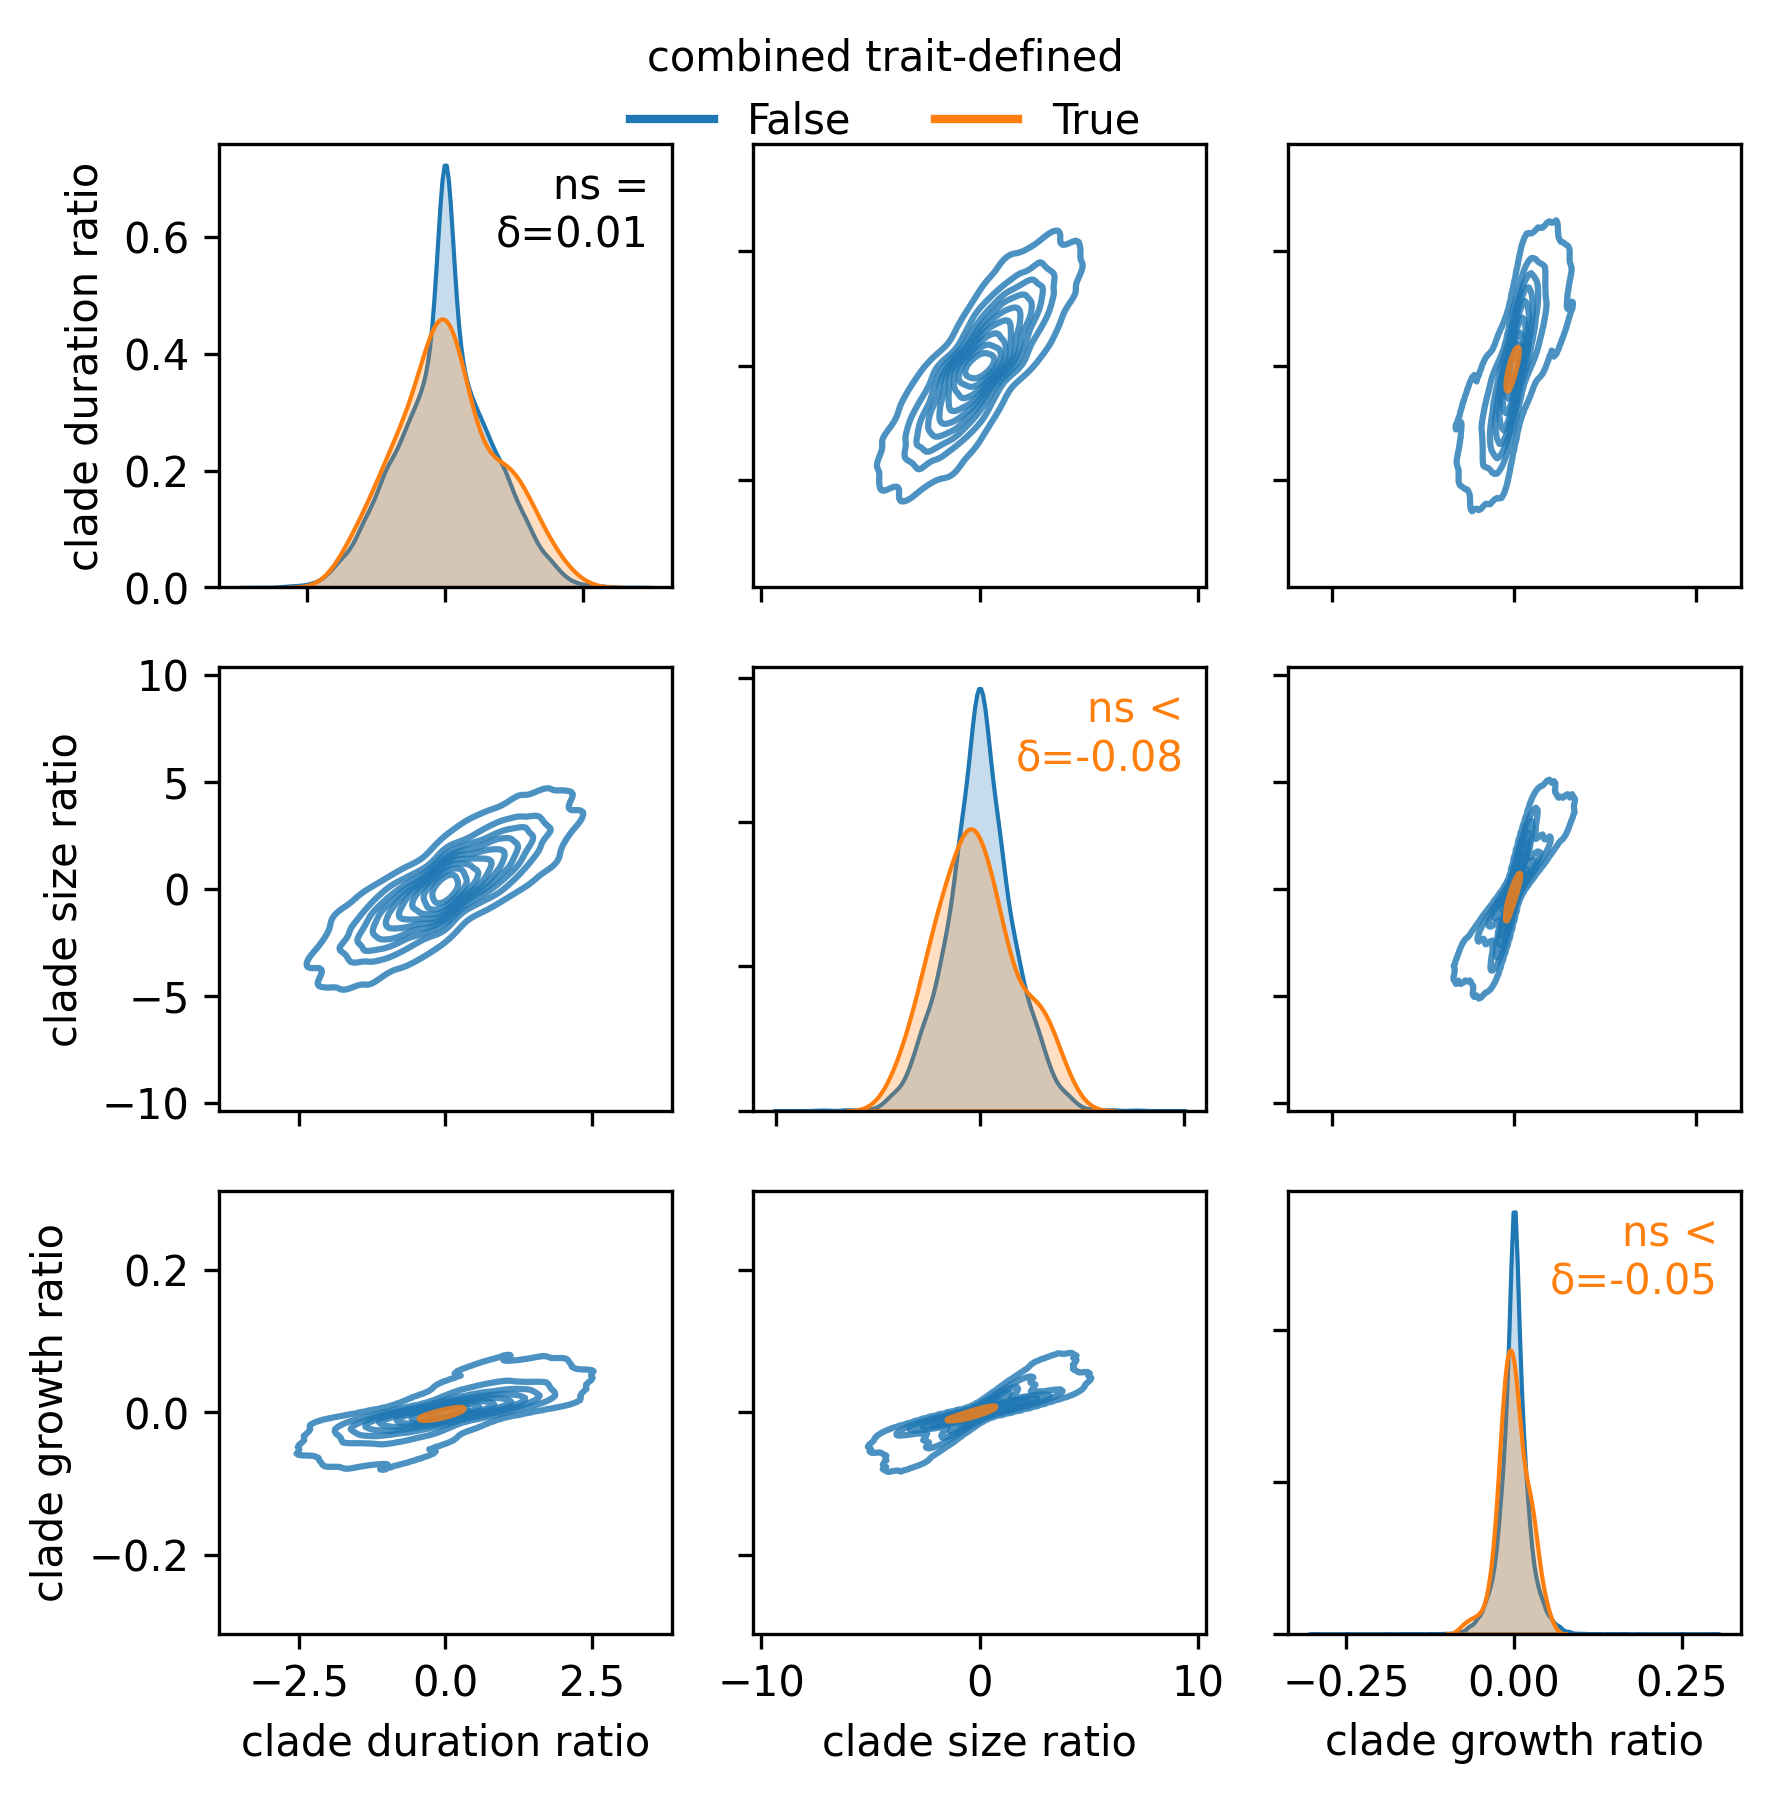 combined trait-defined
False True
clade duration ratio
0.6
0.4
0.2
0.0
ns =
δ=0.01
clade size ratio
10
5
0
−5
−10
ns <
δ=-0.08
clade growth ratio
0.2
0.0
−0.2
ns <
δ=-0.05
−2.5 0.0 2.5
−10 0 10
−0.25 0.00 0.25
clade duration ratio
clade size ratio
clade growth ratio